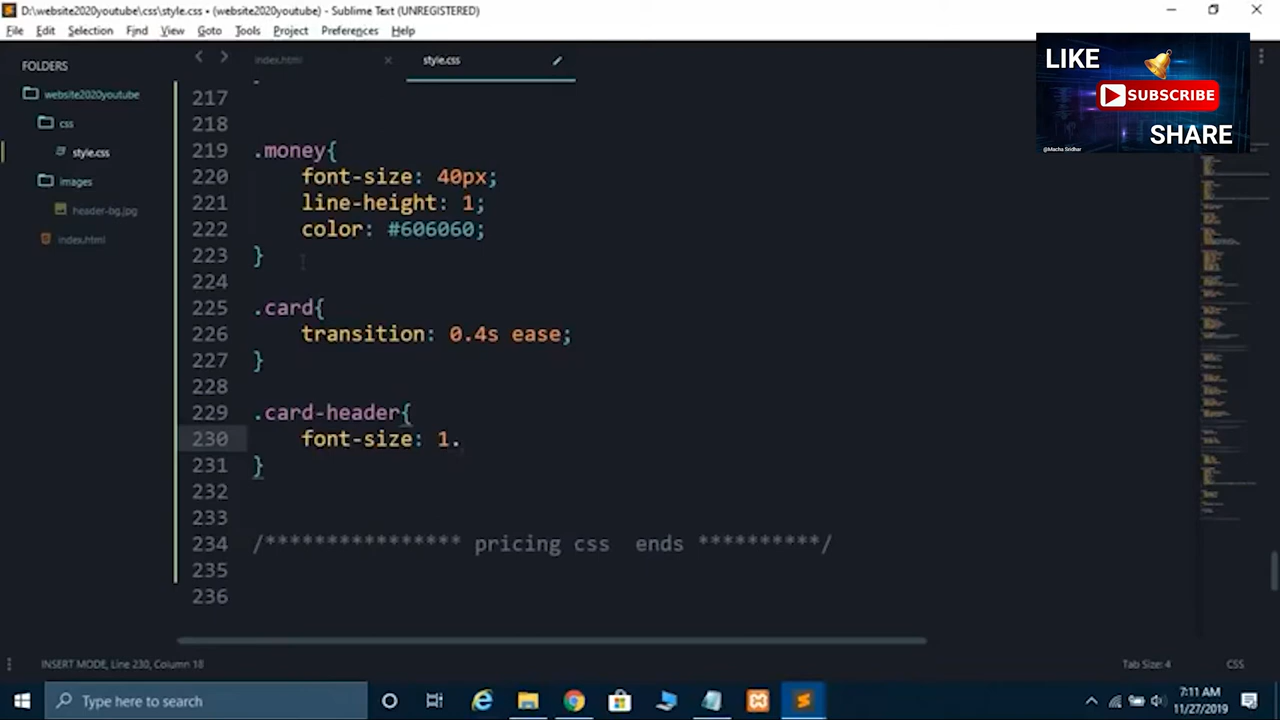 D:\website2020youtube\css\style.css • (website2020youtube) - Sublime Text (UNREGISTERED)
File Edit Selection Find View Goto Tools Project Preferences Help
FOLDERS
website2020youtube
css
style.css
images
header-bg.jpg
index.html
index.html
style.css
LIKE
SUBSCRIBE
SHARE
@Macha Sridhar
217
218
219 .money{
220 font-size: 40px;
221 line-height: 1;
222 color: #606060;
223 }
224
225 .card{
226 transition: 0.4s ease;
227 }
228
229 .card-header{
230 font-size: 1.
231 }
232
233
234 /**************** pricing css  ends **********/
235
236
INSERT MODE, Line 230, Column 18
Tab Size: 4
CSS
Type here to search
7:11 AM
11/27/2019